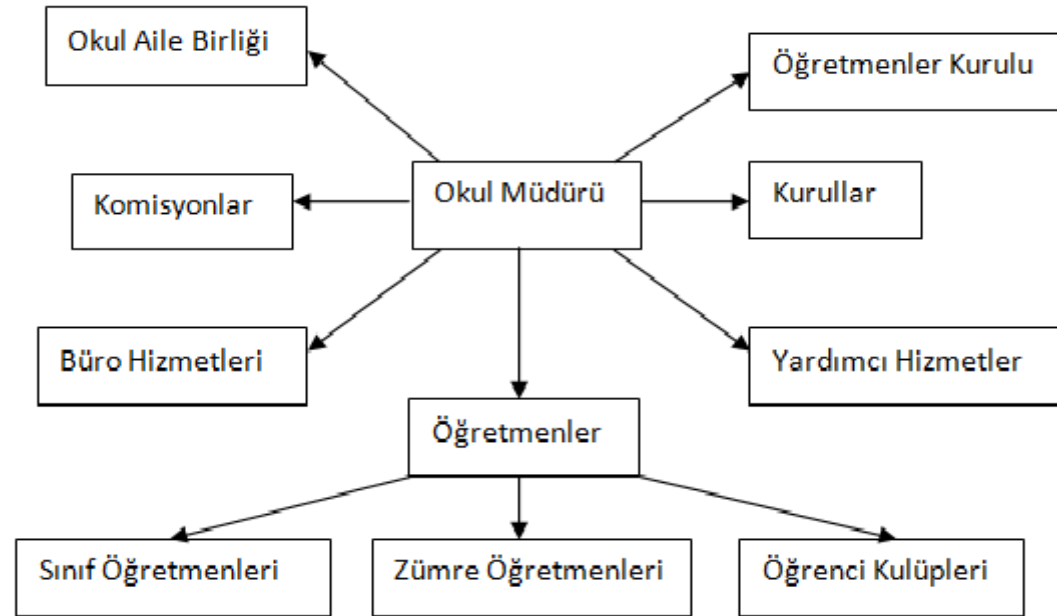 Okul Aile Birliği
Öğretmenler Kurulu
Komisyonlar
Okul Müdürü
Kurullar
Büro Hizmetleri
Yardımcı Hizmetler
Öğretmenler
Sınıf Öğretmenleri
Zümre Öğretmenleri
Öğrenci Kulüpleri